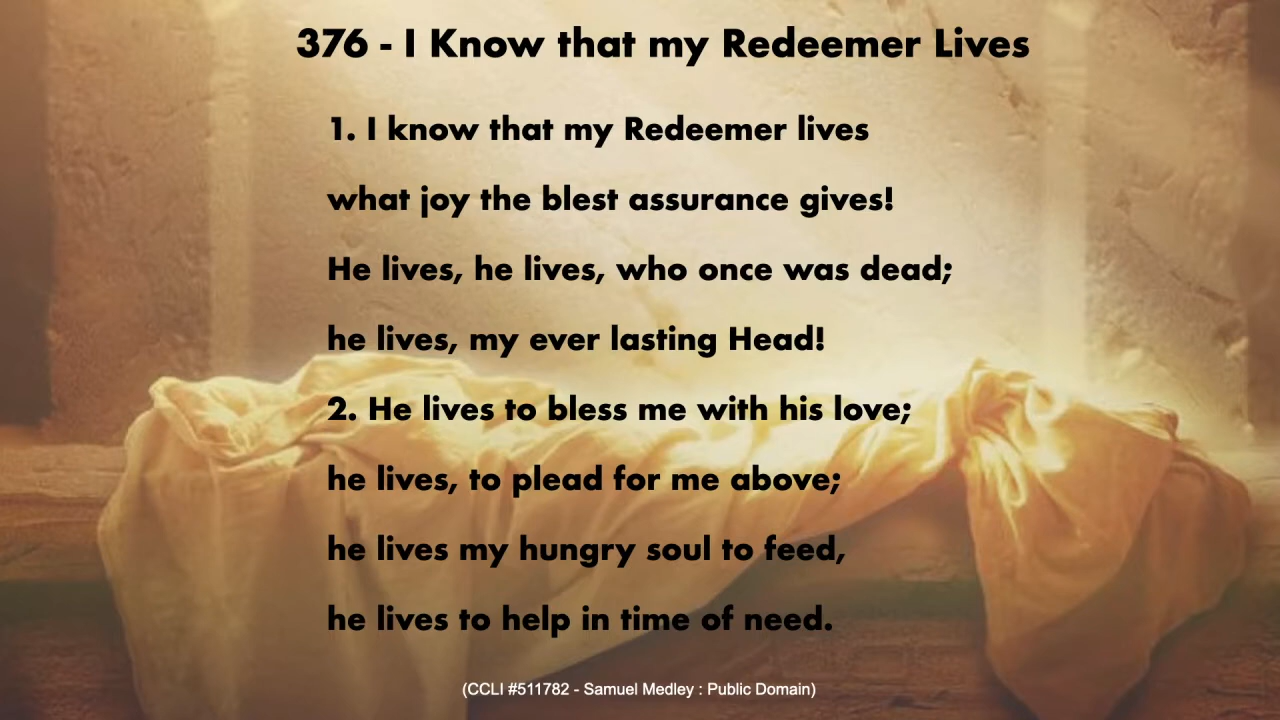 376 - I Know that my Redeemer Lives
1. I know that my Redeemer lives
what joy the blest assurance gives!
He lives, he lives, who once was dead;
he lives, my ever lasting Head!
2. He lives to bless me with his love;
he lives, to plead for me above;
he lives my hungry soul to feed,
he lives to help in time of need.
(CCLI #511782 - Samuel Medley : Public Domain)